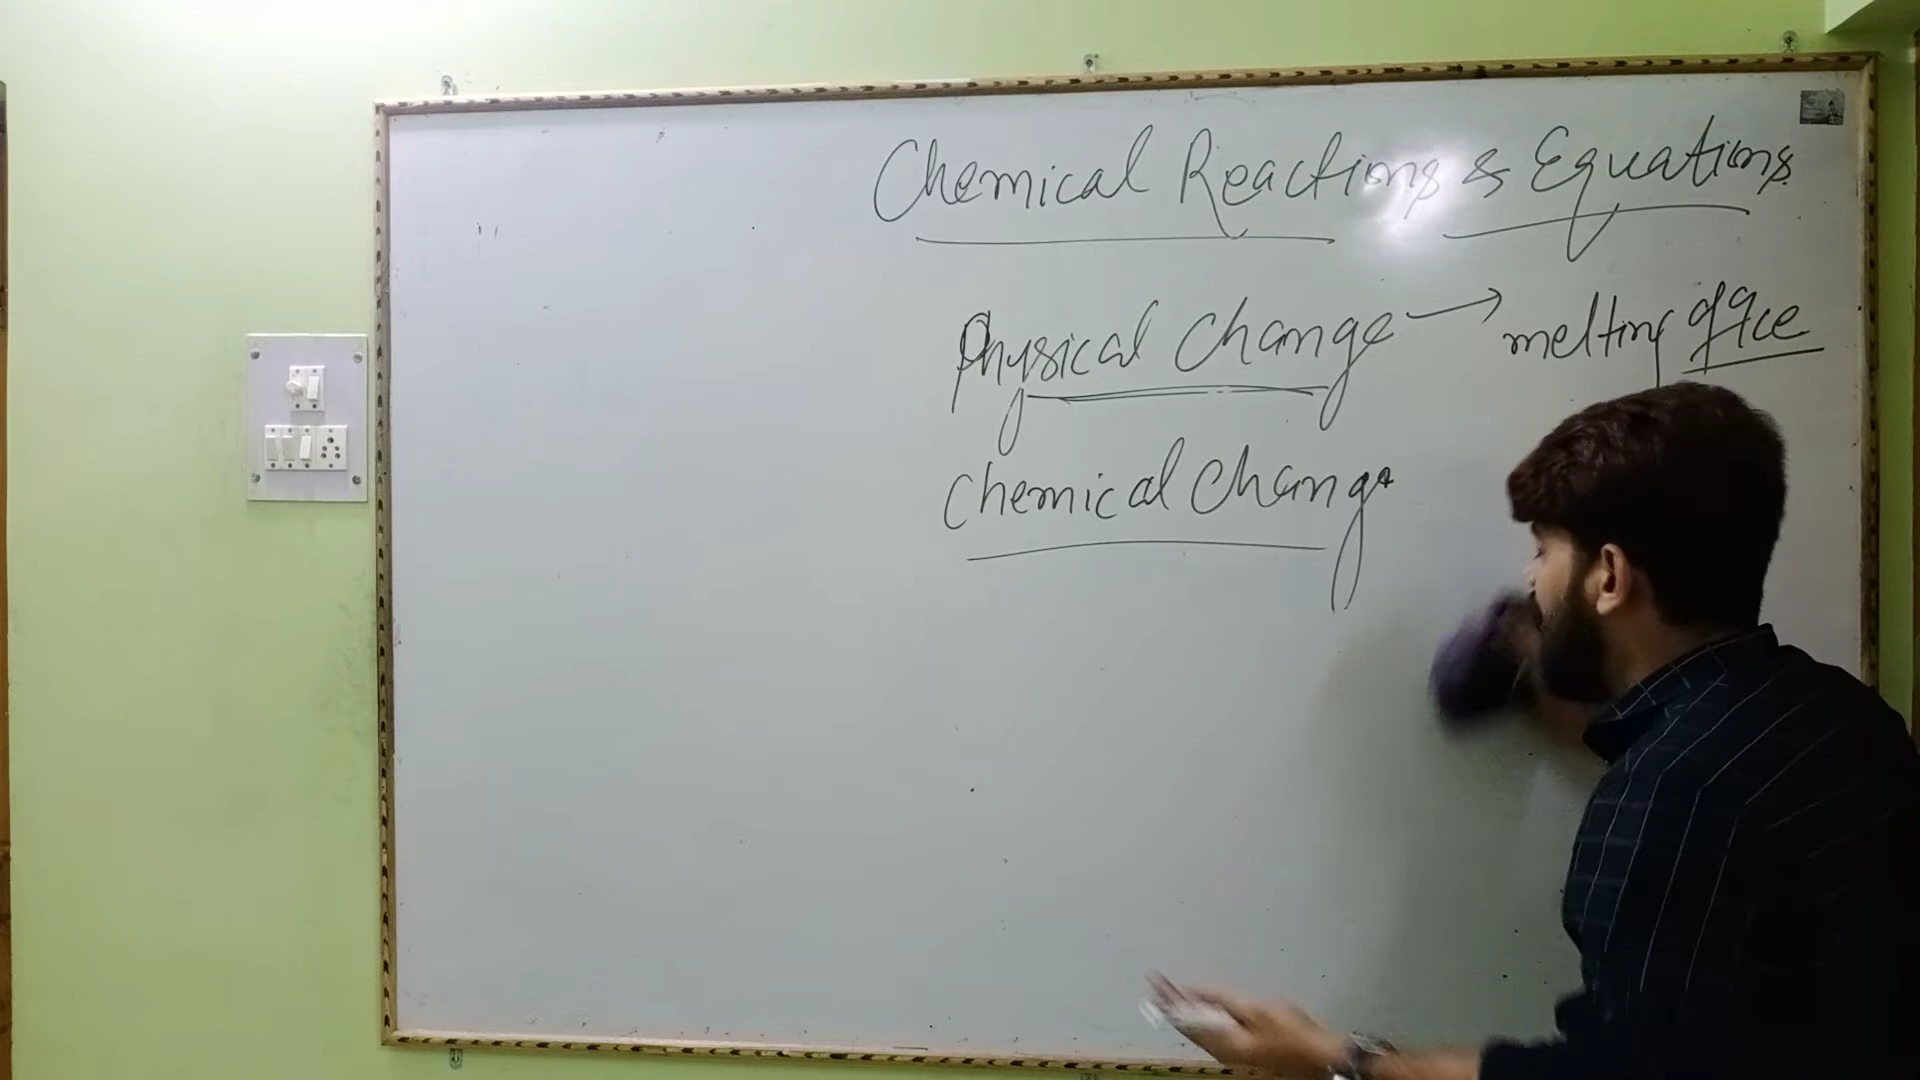 Chemical Reactions & Equations
Physical Change → melting of Ice
Chemical Change